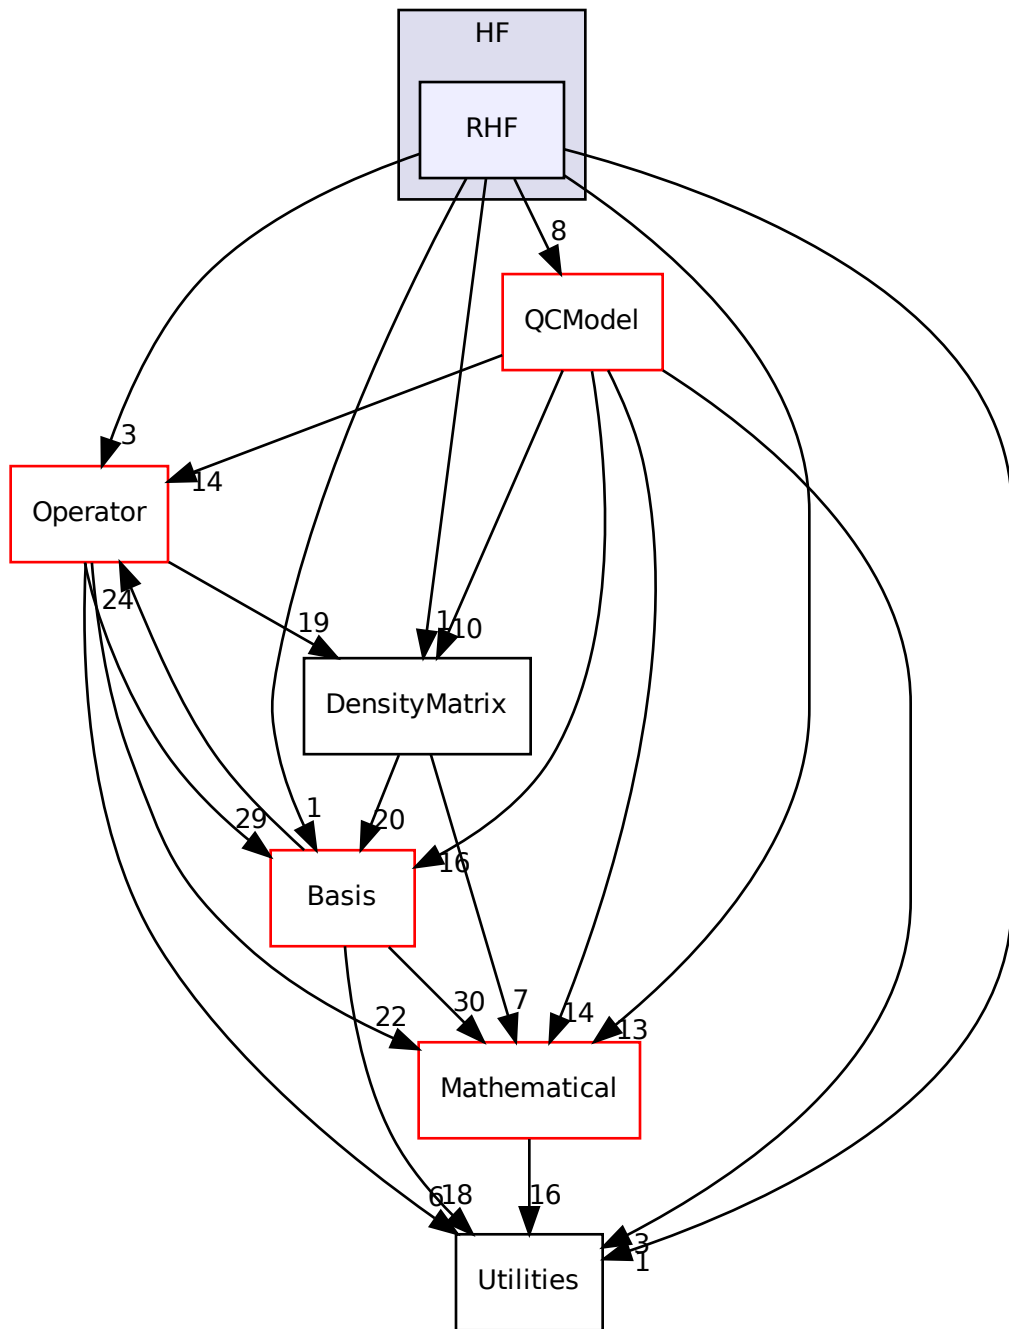 HF
RHF
8
QCModel
3
14
Operator
24
19
1
10
DensityMatrix
29
1
20
16
Basis
22
30
7
14
13
Mathematical
6
18
16
3
1
Utilities